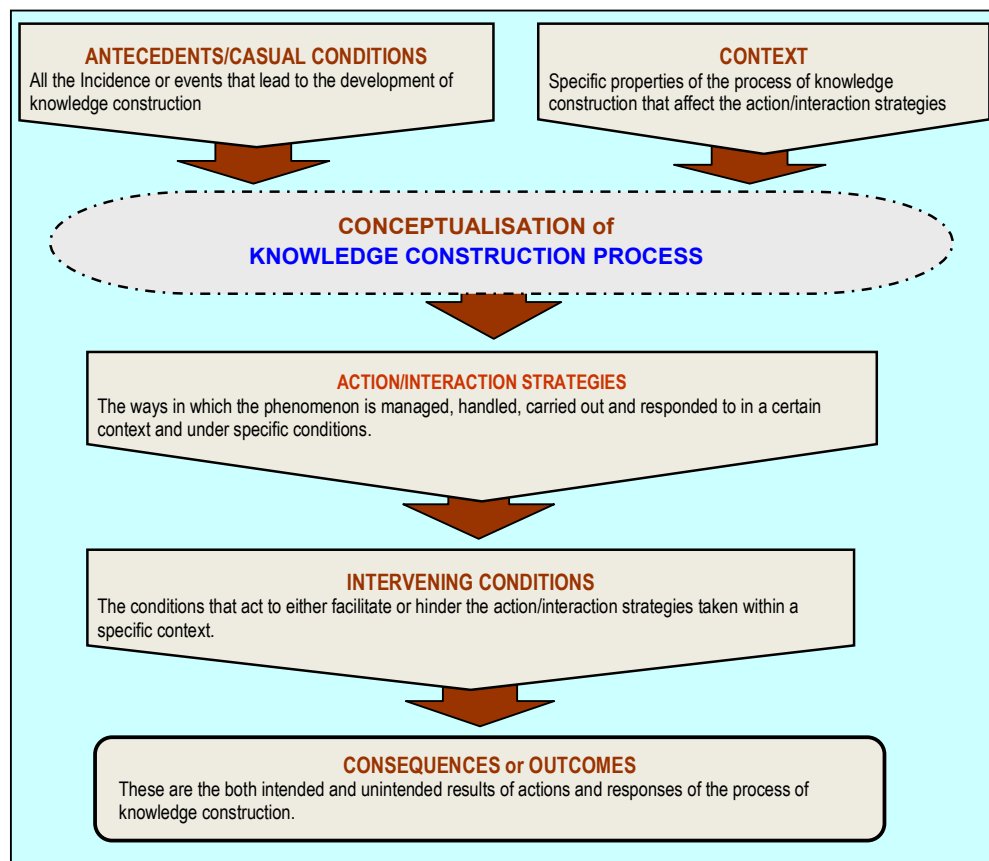 ANTECEDENTS/CASUAL CONDITIONS
All the Incidence or events that lead to the development of
knowledge construction
CONTEXT
Specific properties of the process of knowledge
construction that affect the action/interaction strategies
CONCEPTUALISATION of
KNOWLEDGE CONSTRUCTION PROCESS
ACTION/INTERACTION STRATEGIES
The ways in which the phenomenon is managed, handled, carried out and responded to in a certain
context and under specific conditions.
INTERVENING CONDITIONS
The conditions that act to either facilitate or hinder the action/interaction strategies taken within a
specific context.
CONSEQUENCES or OUTCOMES
These are the both intended and unintended results of actions and responses of the process of
knowledge construction.